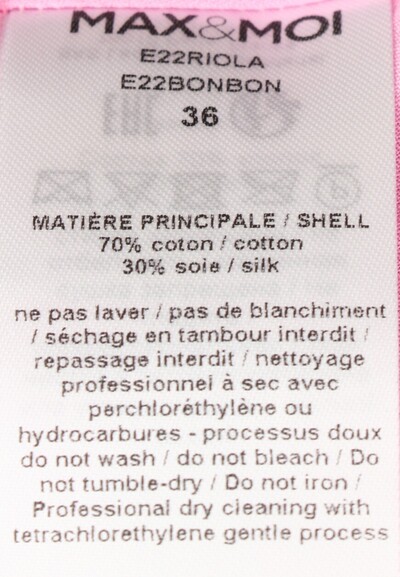 MAX&MOI
E22RIOLA
E22BONBON
36
MATIÈRE PRINCIPALE / SHELL
70% coton / cotton
30% soie / silk
ne pas laver / pas de blanchiment
/ séchage en tambour interdit /
repassage interdit / nettoyage
professionnel à sec avec
perchloréthylène ou
hydrocarbures - processus doux
do not wash / do not bleach / Do
not tumble-dry / Do not iron /
Professional dry cleaning with
tetrachlorethylene gentle process